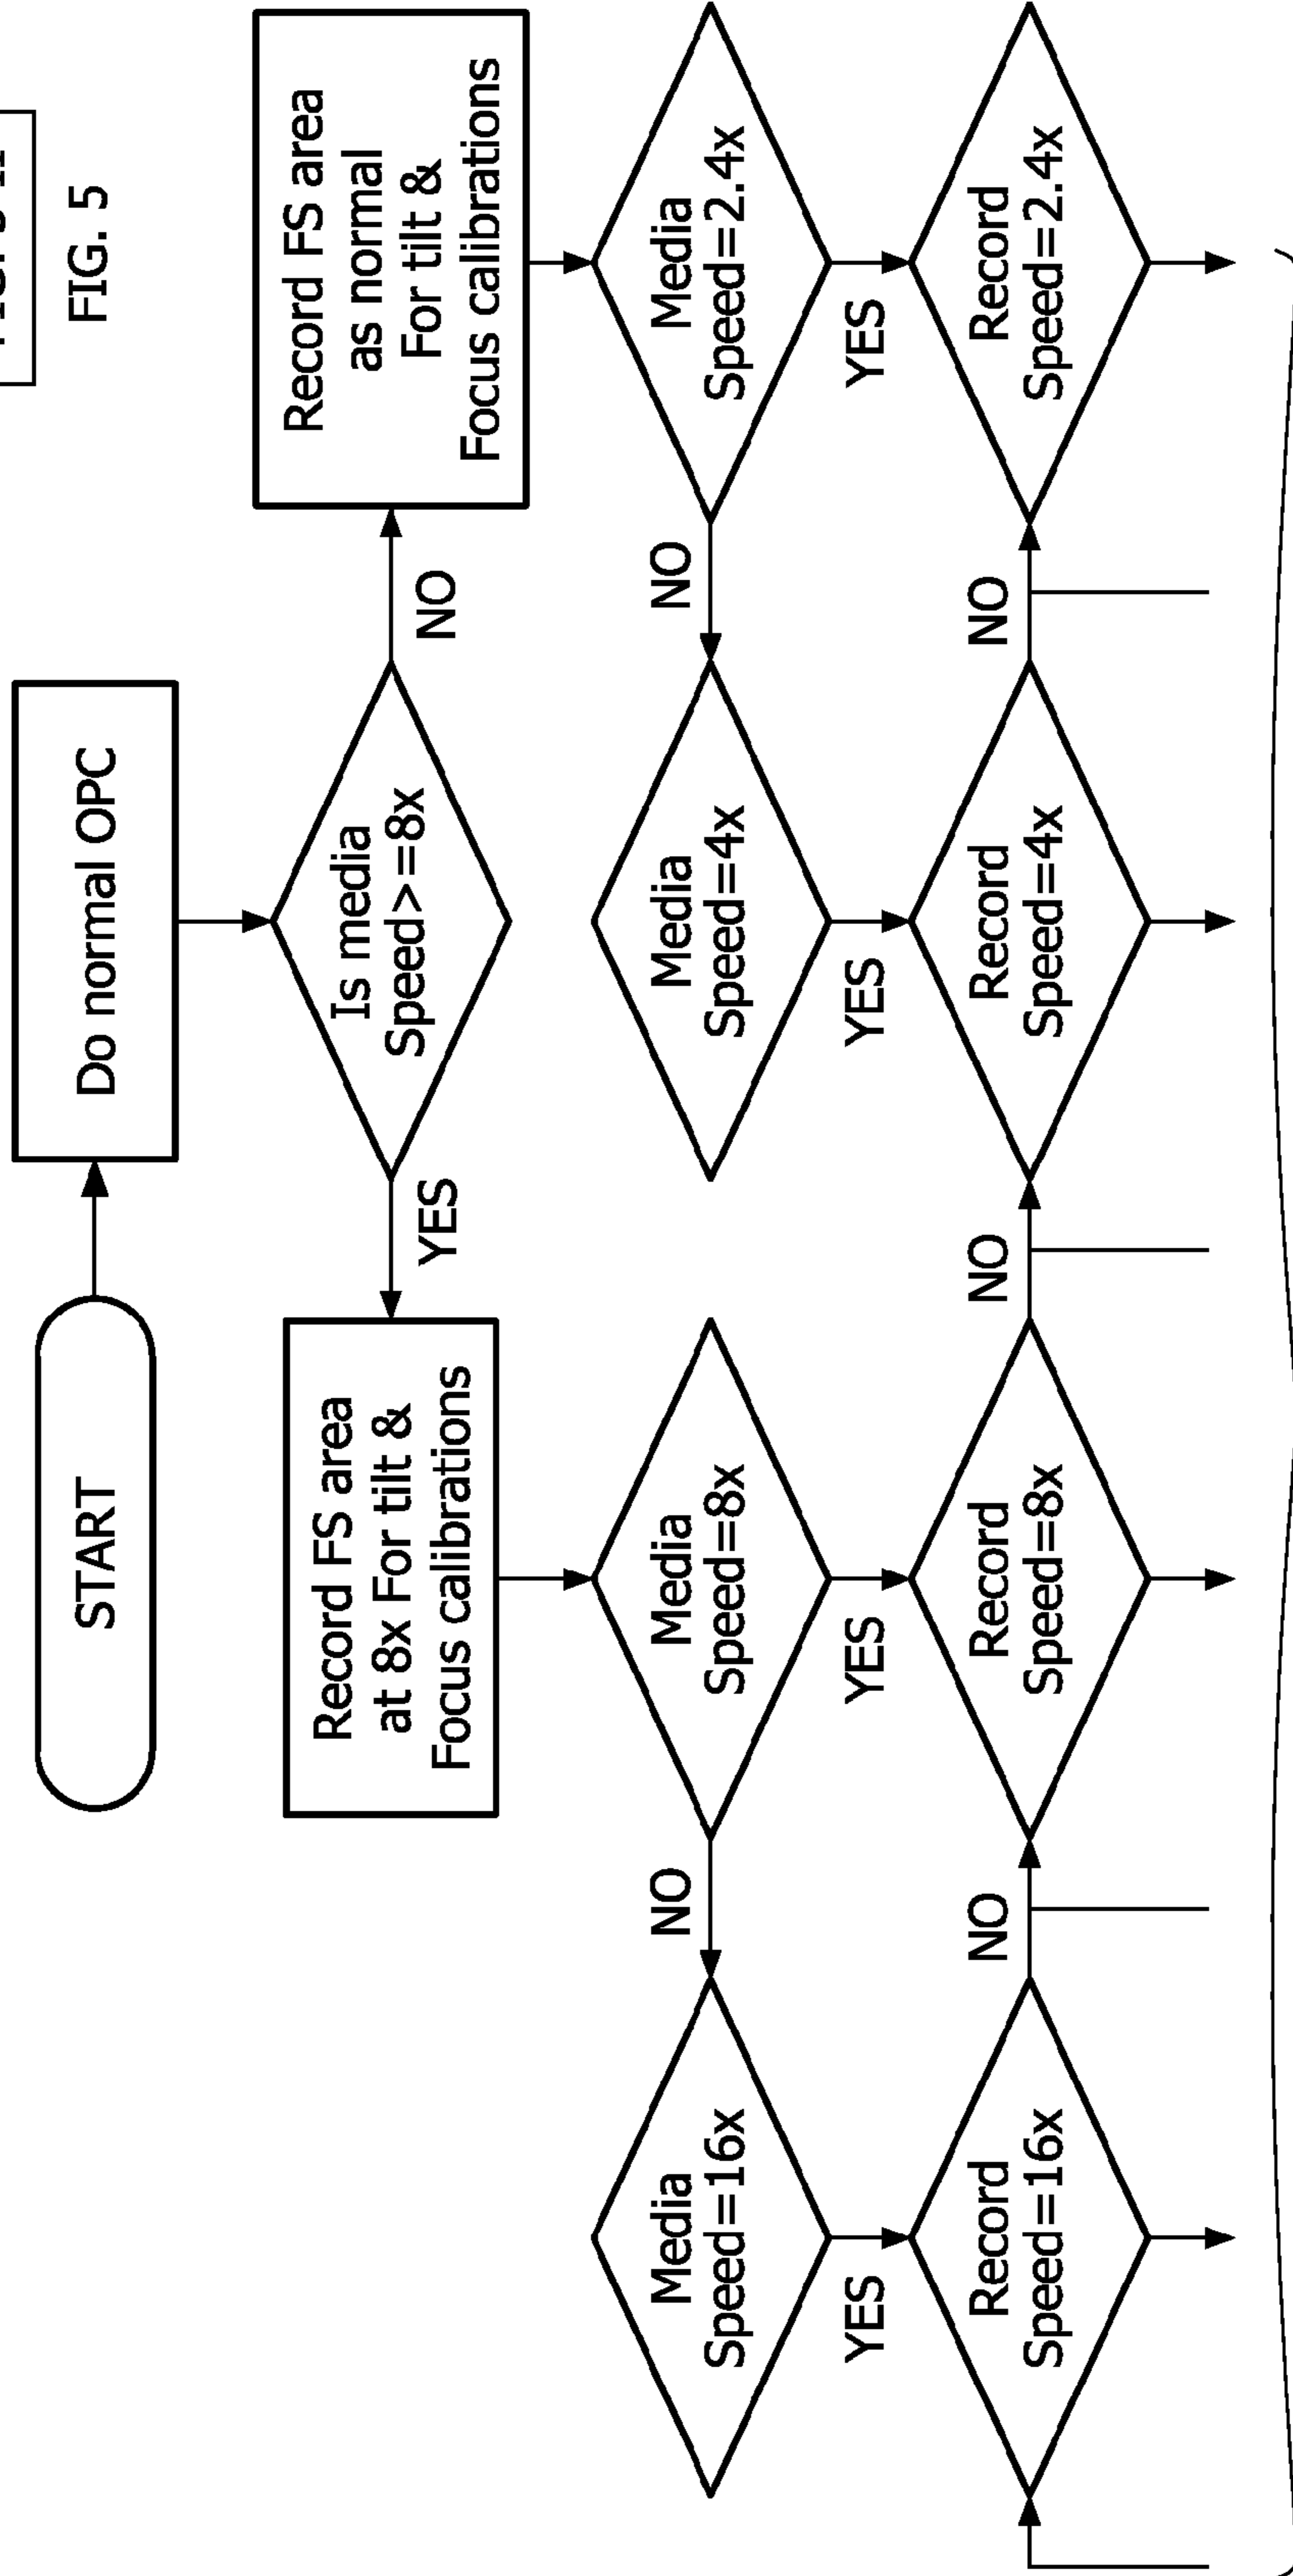 FIG. 5
START
Do normal OPC
Is media
Speed>=8x
YES
NO
Record FS area
at 8x For tilt &
Focus calibrations
Record FS area
as normal
For tilt &
Focus calibrations
Media
Speed=16x
NO
Media
Speed=8x
Media
Speed=4x
NO
Media
Speed=2.4x
YES
YES
YES
YES
Record
Speed=16x
NO
Record
Speed=8x
NO
Record
Speed=4x
NO
Record
Speed=2.4x